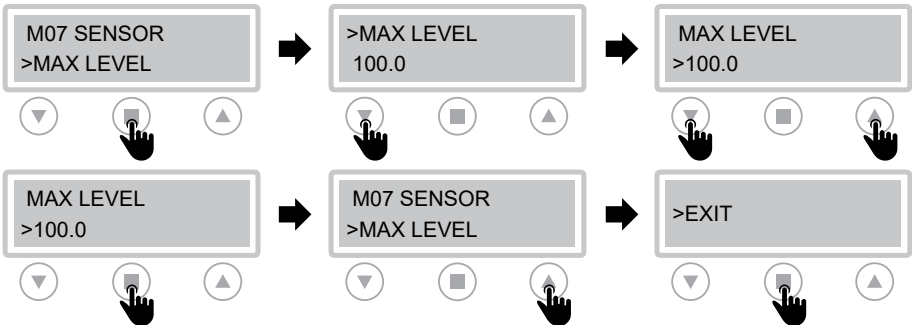 M07 SENSOR
>MAX LEVEL
>MAX LEVEL
100.0
MAX LEVEL
>100.0
MAX LEVEL
>100.0
M07 SENSOR
>MAX LEVEL
>EXIT